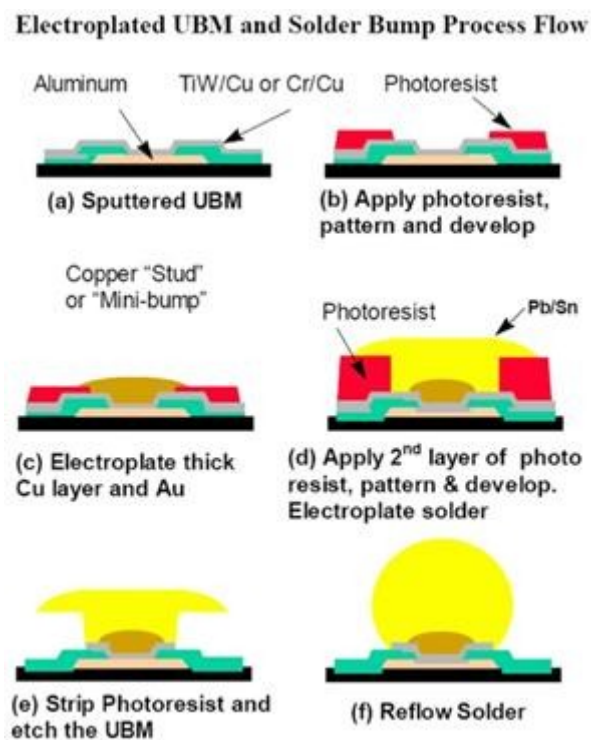 Electroplated UBM and Solder Bump Process Flow
Aluminum
TiW/Cu or Cr/Cu
Photoresist
(a) Sputtered UBM
(b) Apply photoresist,
pattern and develop
Copper “Stud”
or “Mini-bump”
Photoresist
Pb/Sn
(c) Electroplate thick
Cu layer and Au
(d) Apply 2nd layer of photo
resist, pattern & develop.
Electroplate solder
(e) Strip Photoresist and
etch the UBM
(f) Reflow Solder